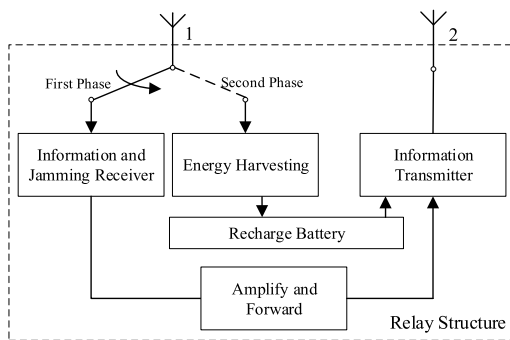 1
2
First Phase
Second Phase
Information and
Jamming Receiver
Energy Harvesting
Information
Transmitter
Recharge Battery
Amplify and
Forward
Relay Structure